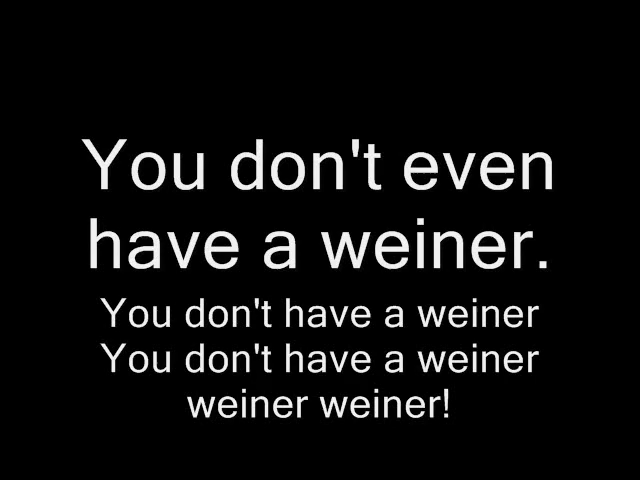 You don't even
have a weiner.
You don't have a weiner
You don't have a weiner
weiner weiner!